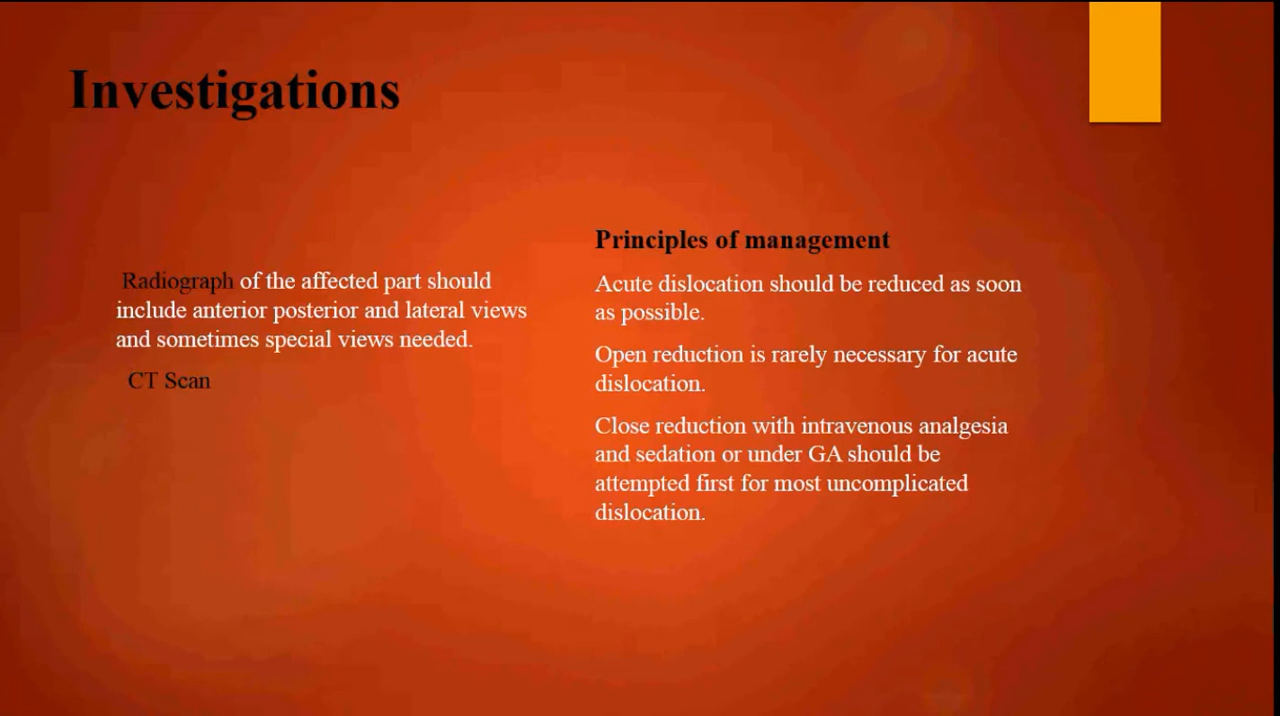 Investigations
Radiograph of the affected part should
include anterior posterior and lateral views
and sometimes special views needed.
CT Scan
Principles of management
Acute dislocation should be reduced as soon
as possible.
Open reduction is rarely necessary for acute
dislocation.
Close reduction with intravenous analgesia
and sedation or under GA should be
attempted first for most uncomplicated
dislocation.